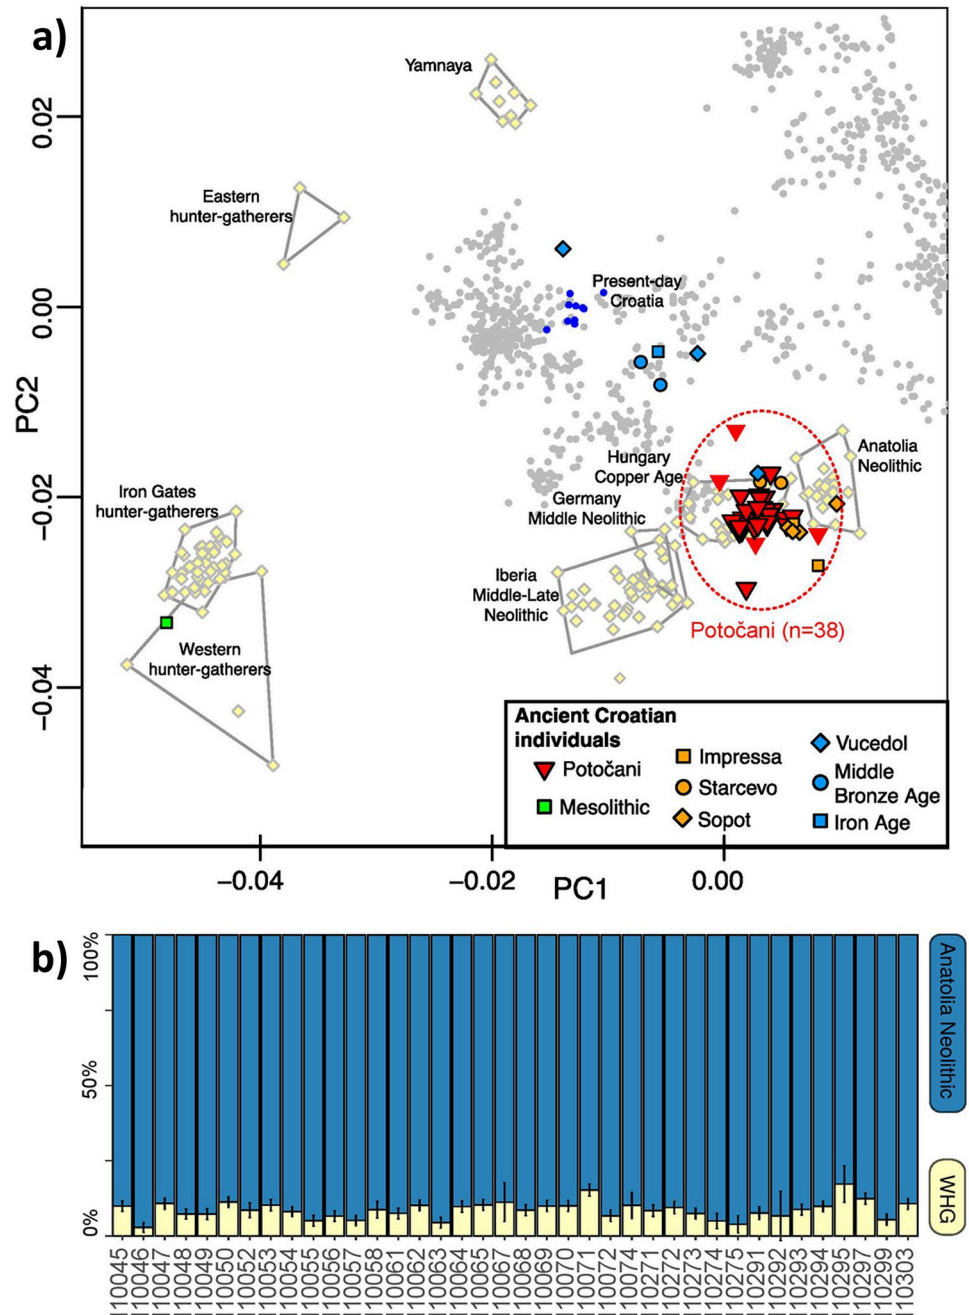 a)
Yamnaya
Eastern
hunter-gatherers
Present-day
Croatia
Hungary
Copper Age
Anatolia
Neolithic
Germany
Middle Neolithic
Iron Gates
hunter-gatherers
Iberia
Middle-Late
Neolithic
Western
hunter-gatherers
Potočani (n=38)
PC2
0.02
0.00
−0.02
−0.04
Ancient Croatian
individuals
Potočani
Mesolithic
Impressa
Starcevo
Sopot
Vucedol
Middle
Bronze Age
Iron Age
−0.04
−0.02
0.00
PC1
b)
100%
50%
0%
Anatolia Neolithic
WHG
I10045
I10046
I10047
I10048
I10049
I10050
I10052
I10053
I10054
I10055
I10056
I10057
I10058
I10061
I10062
I10063
I10064
I10065
I10067
I10068
I10069
I10070
I10071
I10072
I10074
I10271
I10272
I10273
I10274
I10275
I10291
I10292
I10293
I10294
I10295
I10297
I10299
I10303